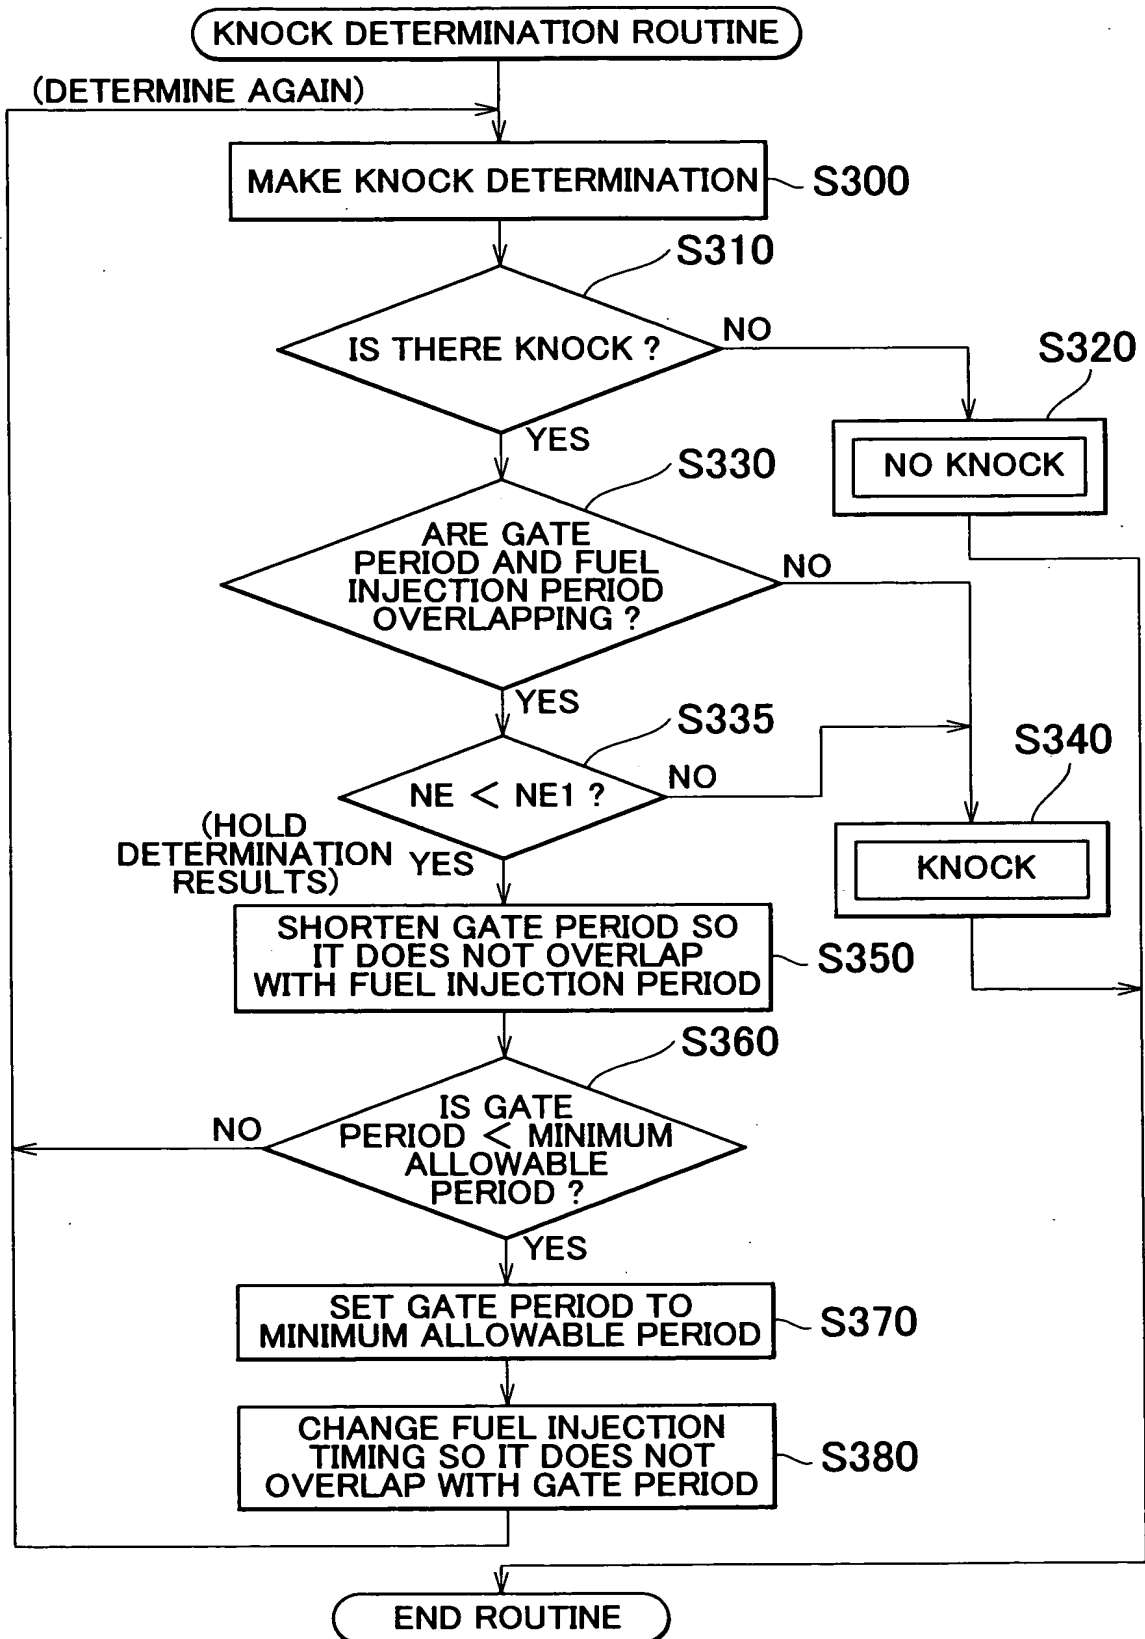 KNOCK DETERMINATION ROUTINE
(DETERMINE AGAIN)
MAKE KNOCK DETERMINATION
S300
S310
IS THERE KNOCK ?
NO
S320
YES
NO KNOCK
S330
ARE GATE
PERIOD AND FUEL
INJECTION PERIOD
OVERLAPPING ?
NO
YES
S335
S340
NE < NE1 ?
NO
(HOLD
DETERMINATION
RESULTS)
YES
KNOCK
SHORTEN GATE PERIOD SO
IT DOES NOT OVERLAP
WITH FUEL INJECTION PERIOD
S350
S360
IS GATE
PERIOD < MINIMUM
ALLOWABLE
PERIOD ?
NO
YES
SET GATE PERIOD TO
MINIMUM ALLOWABLE PERIOD
S370
CHANGE FUEL INJECTION
TIMING SO IT DOES NOT
OVERLAP WITH GATE PERIOD
S380
END ROUTINE